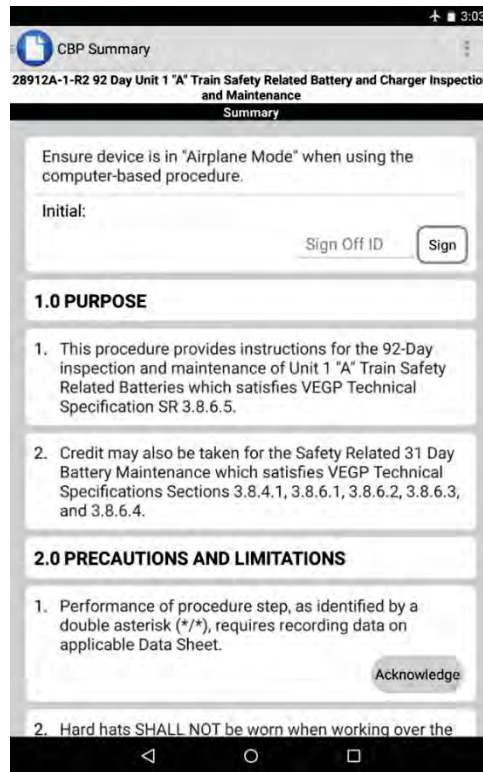 3:03
CBP Summary
28912A-1-R2 92 Day Unit 1 "A" Train Safety Related Battery and Charger Inspectio
and Maintenance
Summary
Ensure device is in "Airplane Mode" when using the
computer-based procedure.
Initial:
Sign Off ID
Sign
1.0 PURPOSE
1. This procedure provides instructions for the 92-Day
inspection and maintenance of Unit 1 "A" Train Safety
Related Batteries which satisfies VEGP Technical
Specification SR 3.8.6.5.
2. Credit may also be taken for the Safety Related 31 Day
Battery Maintenance which satisfies VEGP Technical
Specifications Sections 3.8.4.1, 3.8.6.1, 3.8.6.2, 3.8.6.3,
and 3.8.6.4.
2.0 PRECAUTIONS AND LIMITATIONS
1. Performance of procedure step, as identified by a
double asterisk (*/*), requires recording data on
applicable Data Sheet.
Acknowledge
2. Hard hats SHALL NOT be worn when working over the